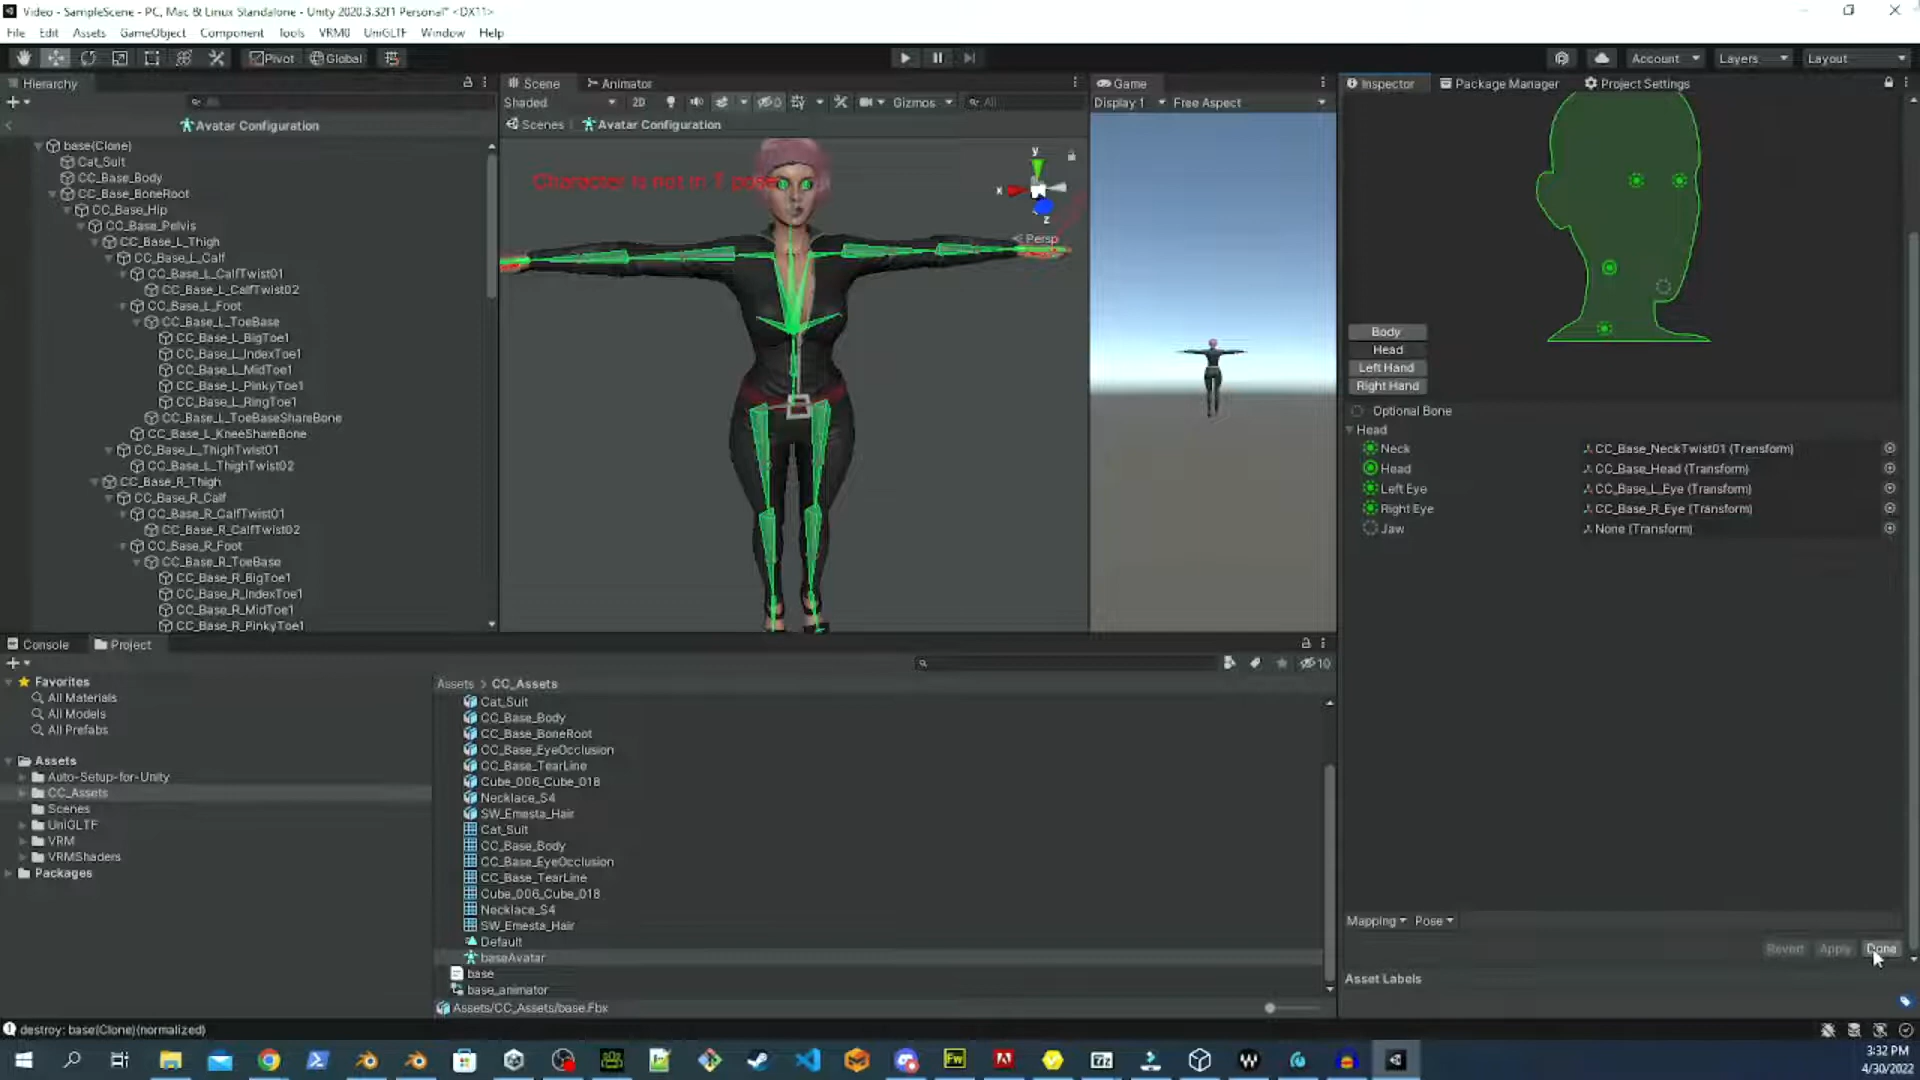 Video - SampleScene - PC, Mac & Linux Standalone - Unity 2020.3.32f1 Personal* <DX11>
File Edit Assets GameObject Component Tools VRM0 UniGLTF Window Help
Pivot Global Account Layers Layout
Hierarchy
All
Avatar Configuration
base(Clone)
Cat_Suit
CC_Base_Body
CC_Base_BoneRoot
CC_Base_Hip
CC_Base_Pelvis
CC_Base_L_Thigh
CC_Base_L_Calf
CC_Base_L_CalfTwist01
CC_Base_L_CalfTwist02
CC_Base_L_Foot
CC_Base_L_ToeBase
CC_Base_L_BigToe1
CC_Base_L_IndexToe1
CC_Base_L_MidToe1
CC_Base_L_PinkyToe1
CC_Base_L_RingToe1
CC_Base_L_ToeBaseShareBone
CC_Base_L_KneeShareBone
CC_Base_L_ThighTwist01
CC_Base_L_ThighTwist02
CC_Base_R_Thigh
CC_Base_R_Calf
CC_Base_R_CalfTwist01
CC_Base_R_CalfTwist02
CC_Base_R_Foot
CC_Base_R_ToeBase
CC_Base_R_BigToe1
CC_Base_R_IndexToe1
CC_Base_R_MidToe1
CC_Base_R_PinkyToe1
Scene Animator
Shaded 2D Gizmos All
Scenes Avatar Configuration
Character is not in T pose
y
x
z
< Persp
Game
Display 1 Free Aspect
Inspector Package Manager Project Settings
Body
Head
Left Hand
Right Hand
Optional Bone
Head
Neck CC_Base_NeckTwist01 (Transform)
Head CC_Base_Head (Transform)
Left Eye CC_Base_L_Eye (Transform)
Right Eye CC_Base_R_Eye (Transform)
Jaw None (Transform)
Mapping Pose
Revert Apply Done
Asset Labels
Console Project
10
Favorites
All Materials
All Models
All Prefabs
Assets
Auto-Setup-for-Unity
CC_Assets
Scenes
UniGLTF
VRM
VRMShaders
Packages
Assets > CC_Assets
Cat_Suit
CC_Base_Body
CC_Base_BoneRoot
CC_Base_EyeOcclusion
CC_Base_TearLine
Cube_006_Cube_018
Necklace_S4
SW_Emesta_Hair
Cat_Suit
CC_Base_Body
CC_Base_EyeOcclusion
CC_Base_TearLine
Cube_006_Cube_018
Necklace_S4
SW_Emesta_Hair
Default
baseAvatar
base
base_animator
Assets/CC_Assets/base.Fbx
destroy: base(Clone)(normalized)
Fw
7z
W
3:32 PM
4/30/2022